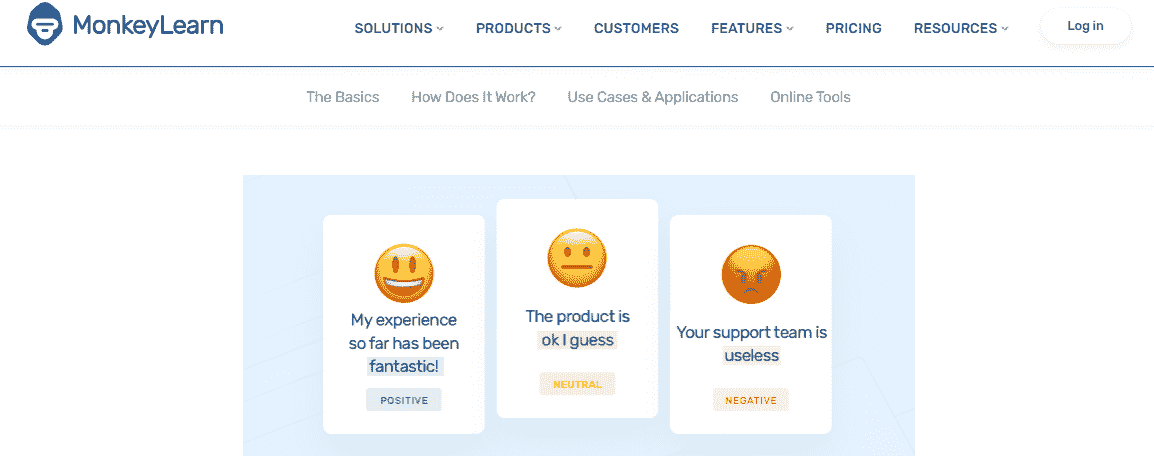 MonkeyLearn
SOLUTIONS PRODUCTS CUSTOMERS FEATURES PRICING RESOURCES Log in
The Basics How Does It Work? Use Cases & Applications Online Tools
My experience
so far has been
fantastic!
POSITIVE
The product is
ok I guess
NEUTRAL
Your support team is
useless
NEGATIVE